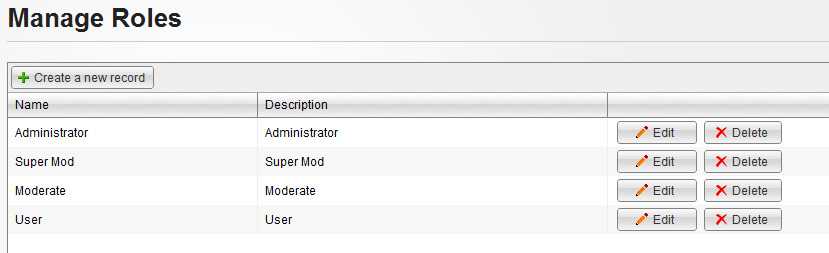 Manage Roles
Create a new record
Name Description
Administrator Administrator Edit Delete
Super Mod Super Mod Edit Delete
Moderate Moderate Edit Delete
User User Edit Delete